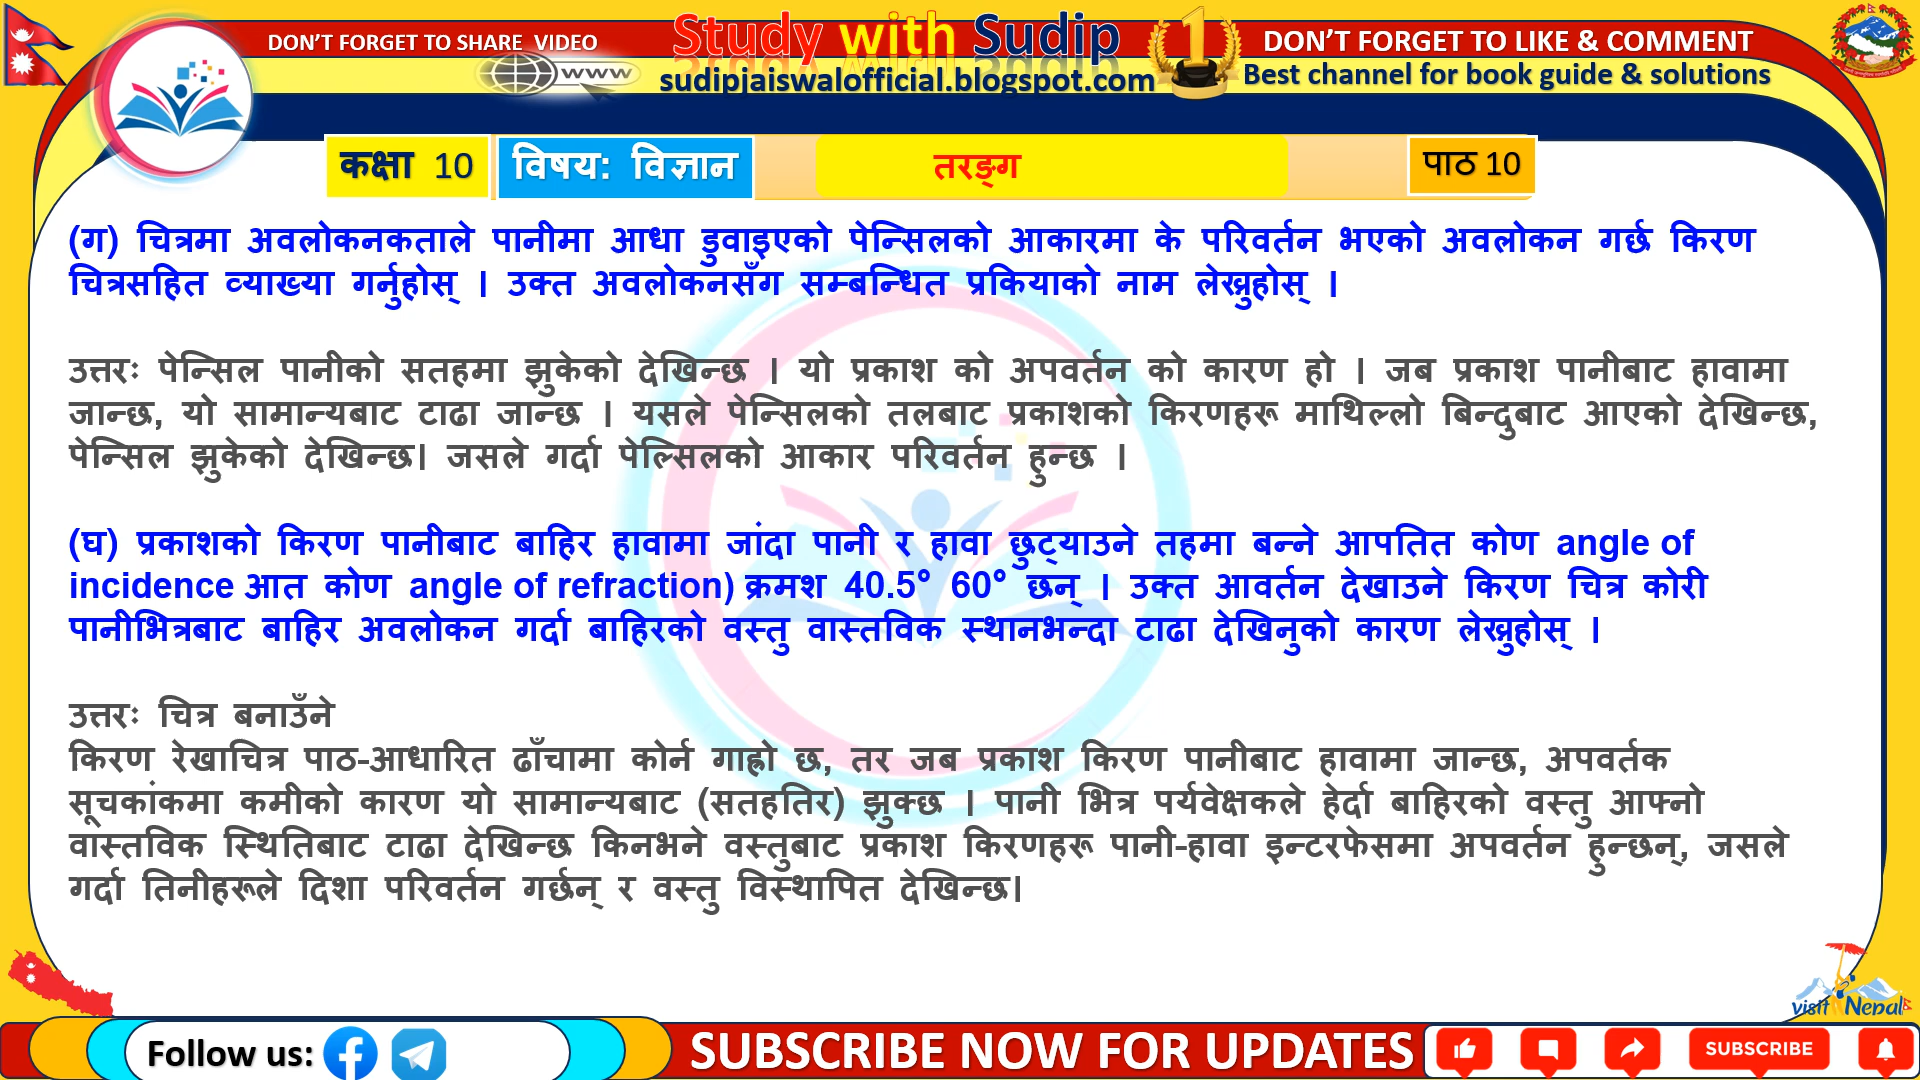 DON'T FORGET TO SHARE VIDEO
www
Study with Sudip
sudipjaiswalofficial.blogspot.com
1
DON'T FORGET TO LIKE & COMMENT
Best channel for book guide & solutions
कक्षा 10
विषय: विज्ञान
तरङ्ग
पाठ 10
(ग) चित्रमा अवलोकनकताले पानीमा आधा डुवाइएको पेन्सिलको आकारमा के परिवर्तन भएको अवलोकन गर्छ किरण
चित्रसहित व्याख्या गर्नुहोस् । उक्त अवलोकनसँग सम्बन्धित प्रकियाको नाम लेख्नुहोस् ।
उत्तरः पेन्सिल पानीको सतहमा झुकेको देखिन्छ । यो प्रकाश को अपवर्तन को कारण हो । जब प्रकाश पानीबाट हावामा
जान्छ, यो सामान्यबाट टाढा जान्छ । यसले पेन्सिलको तलबाट प्रकाशको किरणहरू माथिल्लो बिन्दुबाट आएको देखिन्छ,
पेन्सिल झुकेको देखिन्छ। जसले गर्दा पेल्सिलको आकार परिवर्तन हुन्छ ।
(घ) प्रकाशको किरण पानीबाट बाहिर हावामा जांदा पानी र हावा छुट्याउने तहमा बन्ने आपतित कोण angle of
incidence आत कोण angle of refraction) क्रमश 40.5° 60° छन् । उक्त आवर्तन देखाउने किरण चित्र कोरी
पानीभित्रबाट बाहिर अवलोकन गर्दा बाहिरको वस्तु वास्तविक स्थानभन्दा टाढा देखिनुको कारण लेख्नुहोस् ।
उत्तरः चित्र बनाउँने
किरण रेखाचित्र पाठ-आधारित ढाँचामा कोर्न गाह्रो छ, तर जब प्रकाश किरण पानीबाट हावामा जान्छ, अपवर्तक
सूचकांकमा कमीको कारण यो सामान्यबाट (सतहतिर) झुक्छ । पानी भित्र पर्यवेक्षकले हेर्दा बाहिरको वस्तु आफ्नो
वास्तविक स्थितिबाट टाढा देखिन्छ किनभने वस्तुबाट प्रकाश किरणहरू पानी-हावा इन्टरफेसमा अपवर्तन हुन्छन्, जसले
गर्दा तिनीहरूले दिशा परिवर्तन गर्छन् र वस्तु विस्थापित देखिन्छ।
visit Nepal
Follow us:
SUBSCRIBE NOW FOR UPDATES
SUBSCRIBE